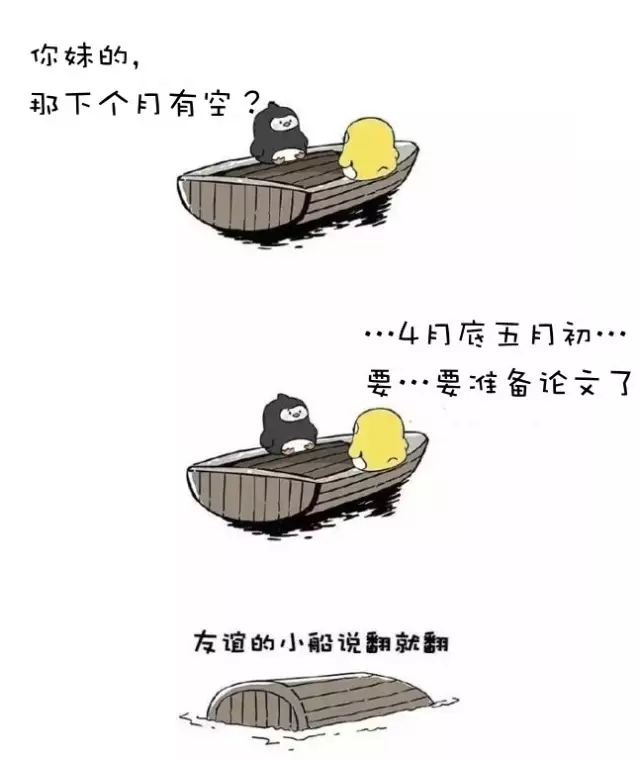 你妹的，
那下个月有空？
…4月底五月初…
要…要准备论文了
友谊的小船说翻就翻